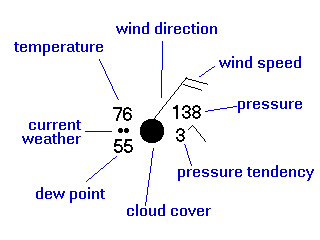 wind direction
temperature
wind speed
76
138
pressure
current
weather
3
55
pressure tendency
dew point
cloud cover